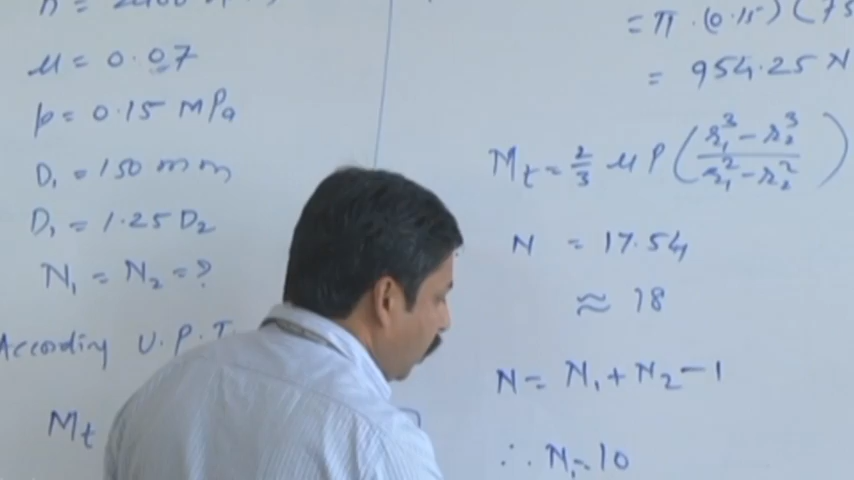 μ = 0.07
p = 0.15 MPa
D₁ = 150 mm
D₁ = 1.25 D₂
N₁ = N₂ = ?
According U.P.T.
Mt
= π · (0.15) (75
= 954.25 N
Mt = 2/3 μ P ( r₁³ - r₂³ / r₁² - r₂² )
N = 17.54
≈ 18
N = N₁ + N₂ - 1
∴ N₁ = 10